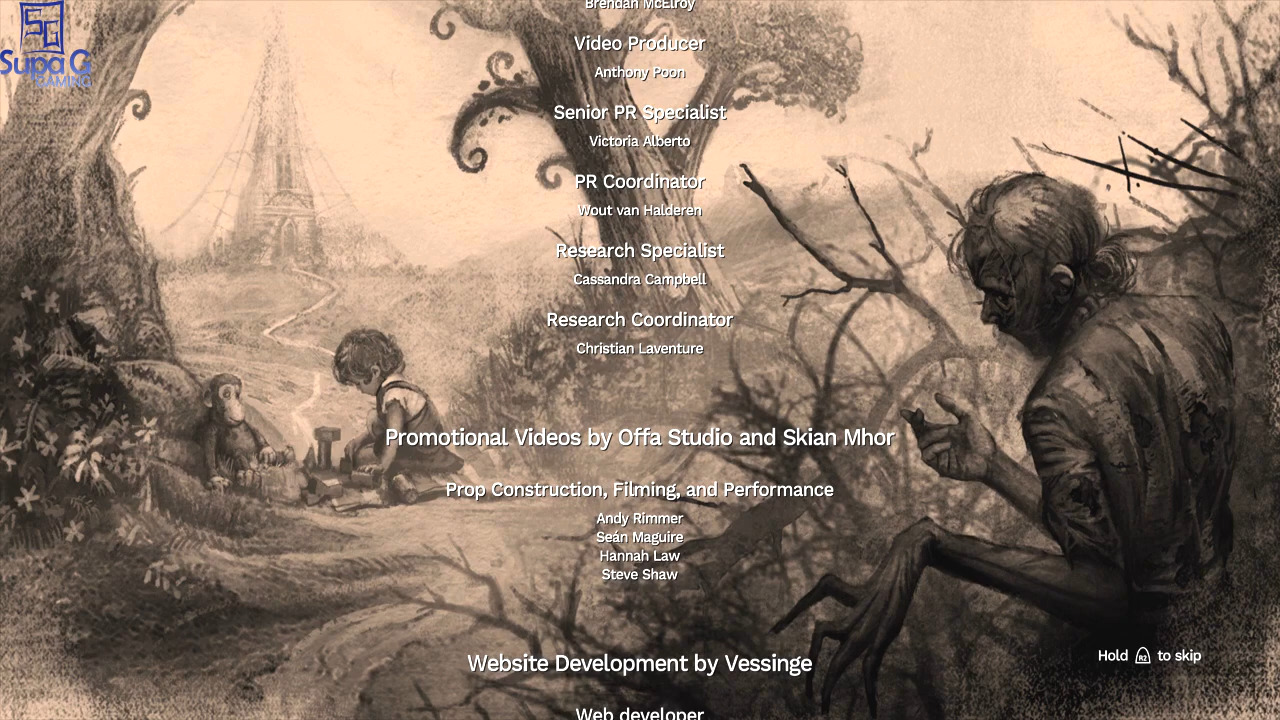 SG
Supa G
GAMING
Brendan McElroy
Video Producer
Anthony Poon
Senior PR Specialist
Victoria Alberto
PR Coordinator
Wout van Halderen
Research Specialist
Cassandra Campbell
Research Coordinator
Christian Laventure
Promotional Videos by Offa Studio and Skian Mhor
Prop Construction, Filming, and Performance
Andy Rimmer
Seán Maguire
Hannah Law
Steve Shaw
Hold R2 to skip
Website Development by Vessinge
Web developer